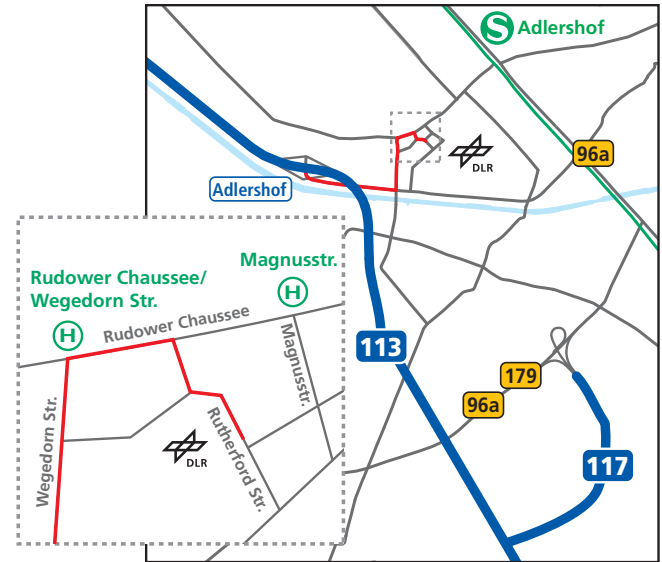 S Adlershof
96a
DLR
Adlershof
Magnusstr.
H
Rudower Chaussee/
Wegedorn Str.
H
Rudower Chaussee
Magnusstr.
113
179
96a
Wegedorn Str.
Rutherford Str.
DLR
117